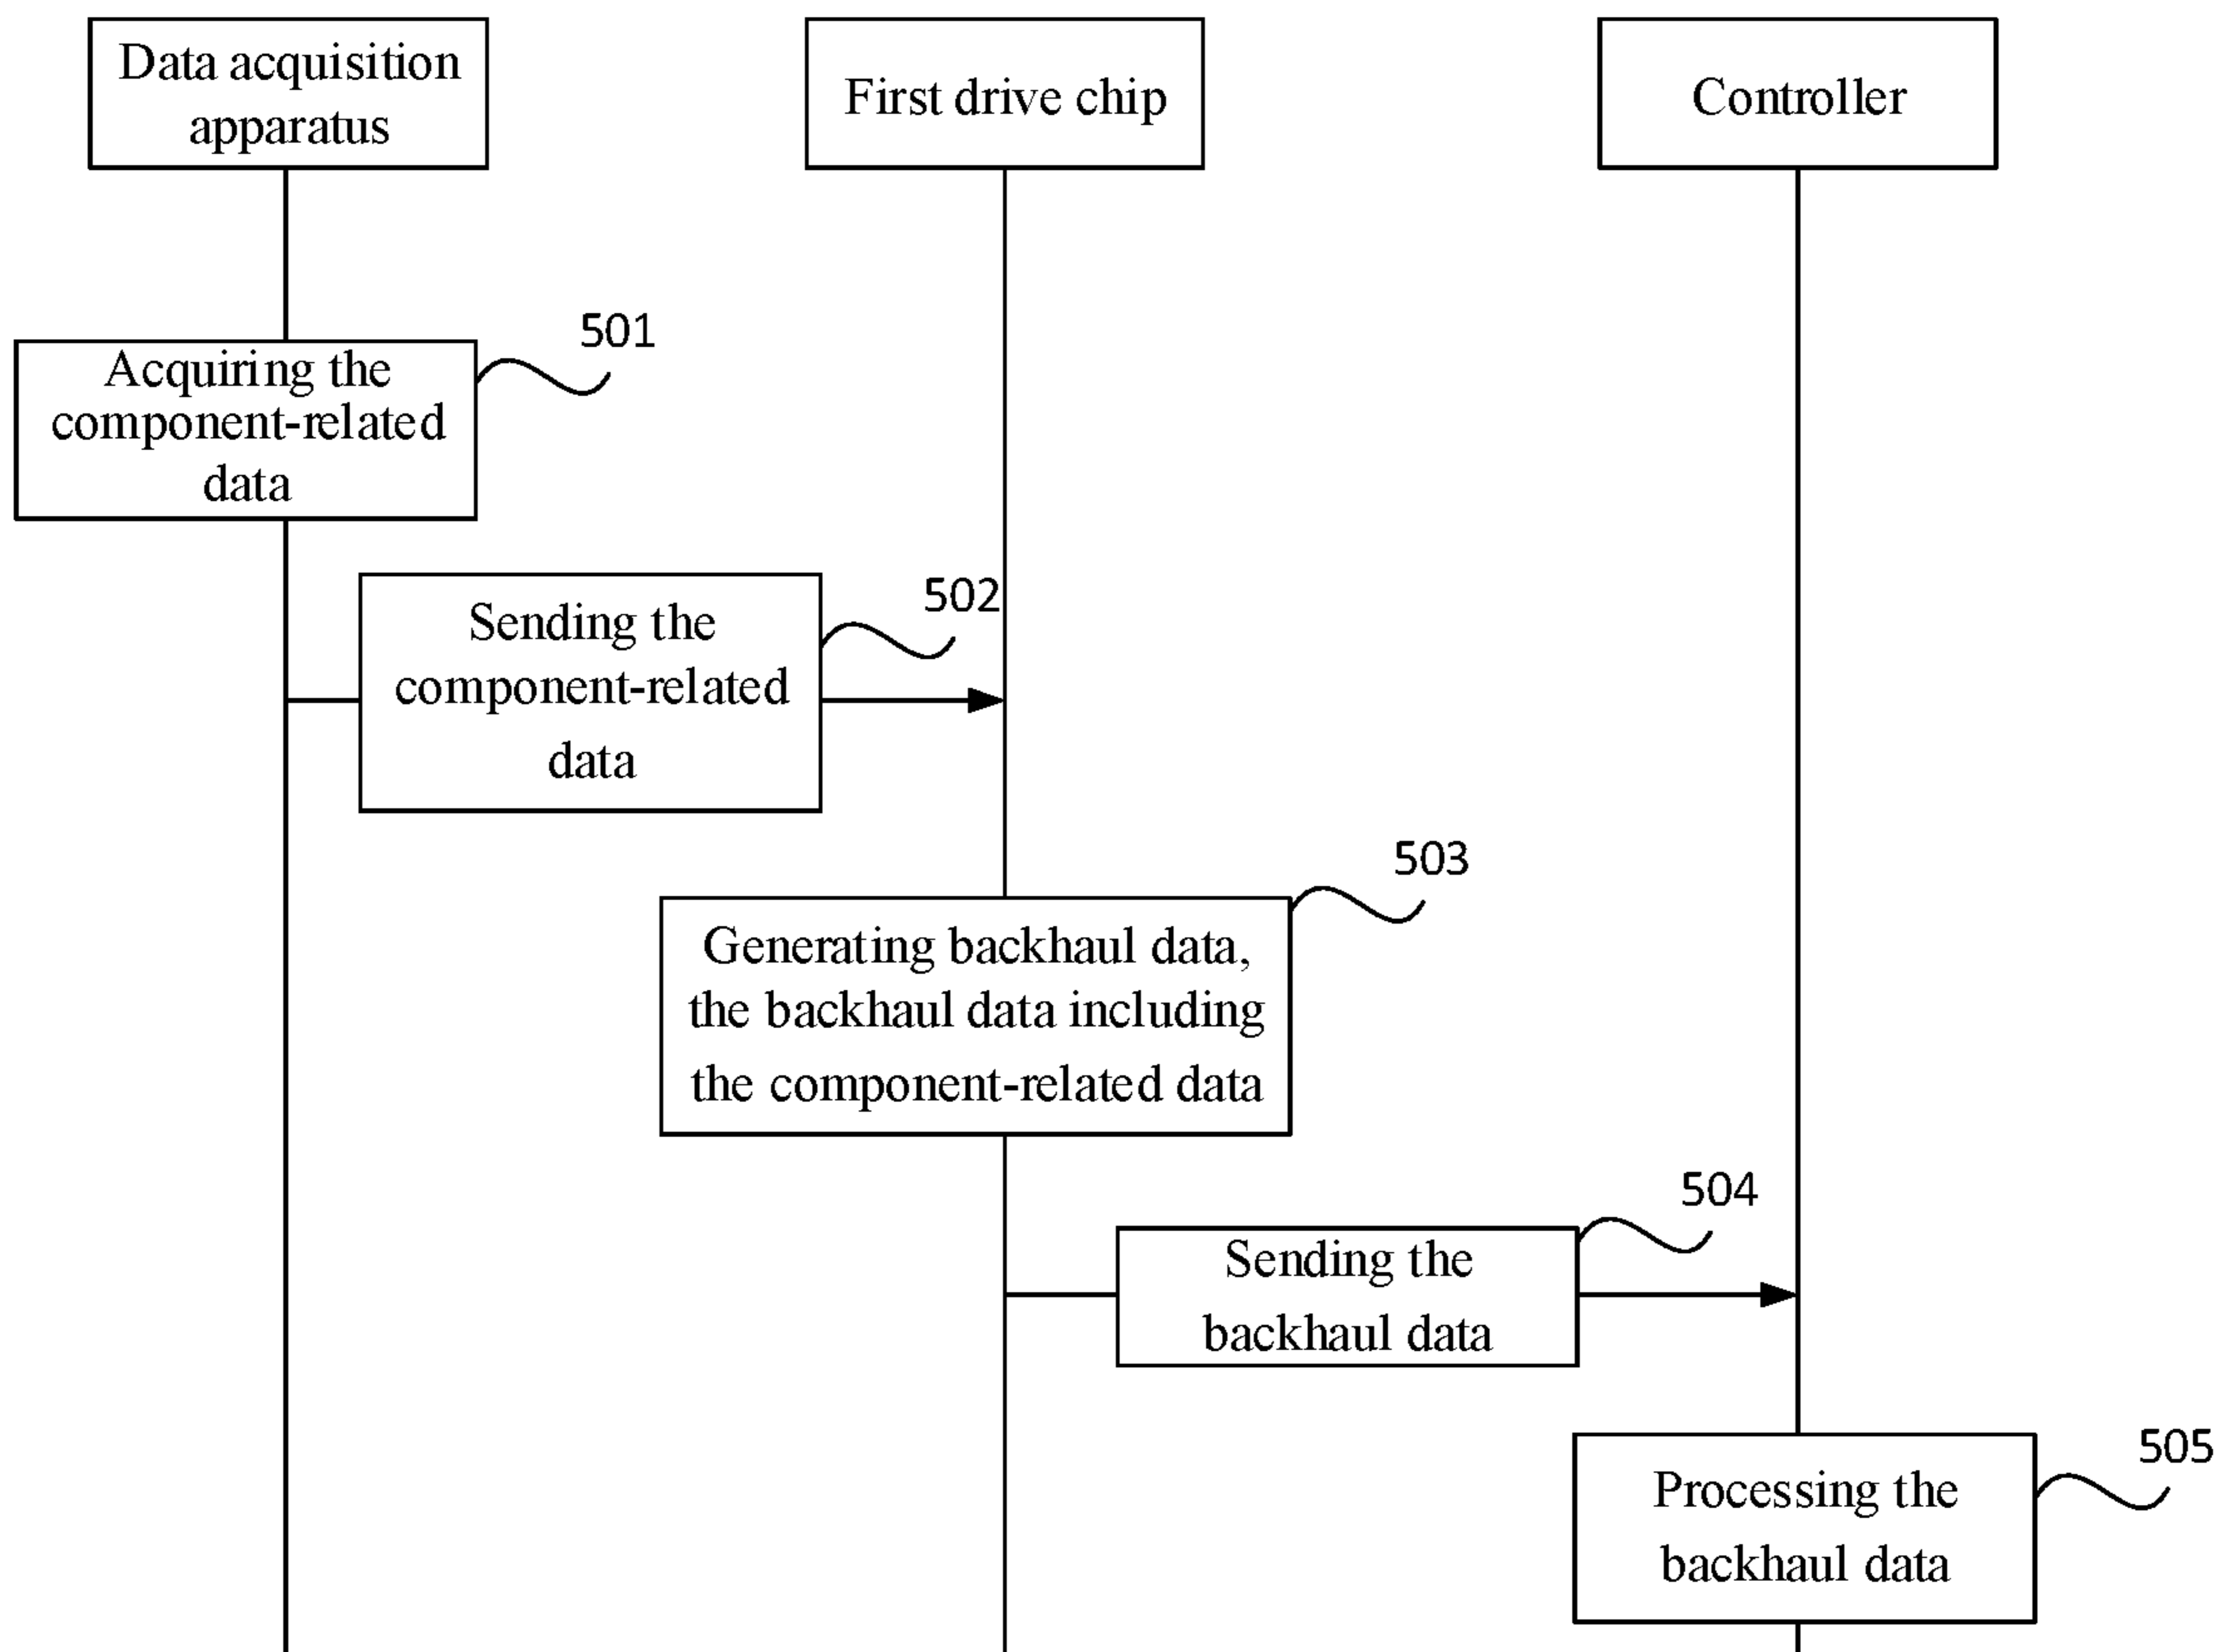 Data acquisition
apparatus
First drive chip
Controller
501
Acquiring the
component-related
data
502
Sending the
component-related
data
503
Generating backhaul data,
the backhaul data including
the component-related data
504
Sending the
backhaul data
505
Processing the
backhaul data